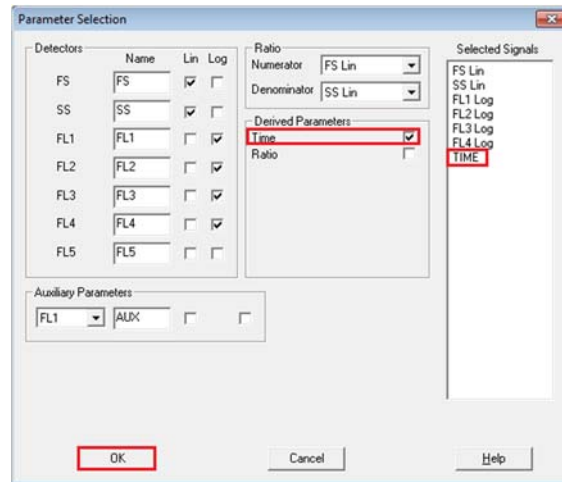 Parameter Selection
Detectors
Name Lin Log
FS FS
SS SS
FL1 FL1
FL2 FL2
FL3 FL3
FL4 FL4
FL5 FL5
Auxiliary Parameters
FL1 AUX
Ratio
Numerator FS Lin
Denominator SS Lin
Derived Parameters
Time
Ratio
Selected Signals
FS Lin
SS Lin
FL1 Log
FL2 Log
FL3 Log
FL4 Log
TIME
OK Cancel Help